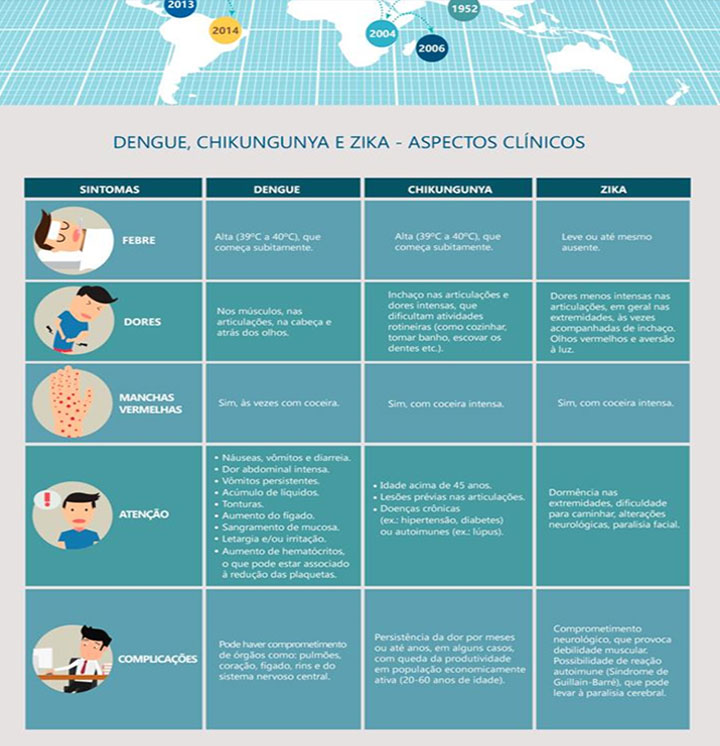 2013
2014
2004
2006
1952
DENGUE, CHIKUNGUNYA E ZIKA - ASPECTOS CLÍNICOS
SINTOMAS
DENGUE
CHIKUNGUNYA
ZIKA
FEBRE
Alta (39ºC a 40ºC), que
começa subitamente.
Alta (39ºC a 40ºC), que
começa subitamente.
Leve ou até mesmo
ausente.
DORES
Nos músculos, nas
articulações, na cabeça e
atrás dos olhos.
Inchaço nas articulações e
dores intensas, que
dificultam atividades
rotineiras (como cozinhar,
tomar banho, escovar os
dentes etc.).
Dores menos intensas nas
articulações, em geral nas
extremidades, às vezes
acompanhadas de inchaço.
Olhos vermelhos e aversão
à luz.
MANCHAS
VERMELHAS
Sim, às vezes com coceira.
Sim, com coceira intensa.
Sim, com coceira intensa.
ATENÇÃO
• Náuseas, vômitos e diarreia.
• Dor abdominal intensa.
• Vômitos persistentes.
• Acúmulo de líquidos.
• Tonturas.
• Aumento do fígado.
• Sangramento de mucosa.
• Letargia e/ou irritação.
• Aumento de hematócritos,
o que pode estar associado
à redução das plaquetas.
• Idade acima de 45 anos.
• Lesões prévias nas articulações.
• Doenças crônicas
(ex.: hipertensão, diabetes)
ou autoimunes (ex.: lúpus).
Dormência nas
extremidades, dificuldade
para caminhar, alterações
neurológicas, paralisia facial.
COMPLICAÇÕES
Pode haver comprometimento
de órgãos como: pulmões,
coração, fígado, rins e do
sistema nervoso central.
Persistência da dor por meses
ou até anos, em alguns casos,
com queda da produtividade
em população economicamente
ativa (20-60 anos de idade).
Comprometimento
neurológico, que provoca
debilidade muscular.
Possibilidade de reação
autoimune (Síndrome de
Guillain-Barré), que pode
levar à paralisia cerebral.